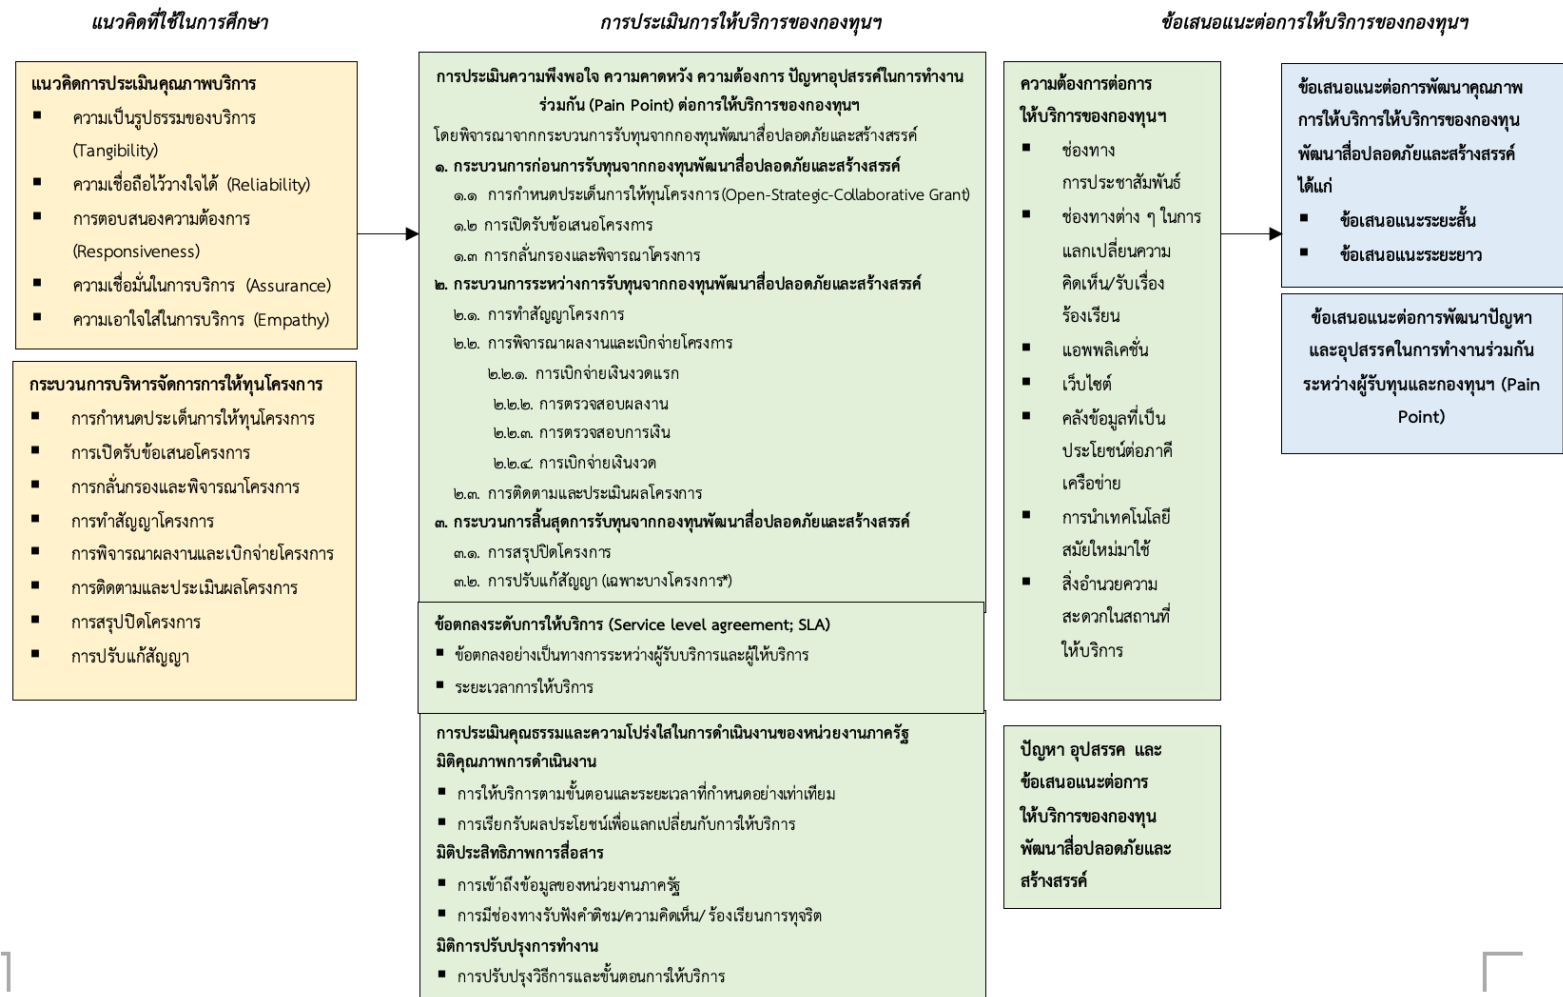 แนวคิดที่ใช้ในการศึกษา
แนวคิดการประเมินคุณภาพบริการ
■ ความเป็นรูปธรรมของบริการ
(Tangibility)
■ ความเชื่อถือไว้วางใจได้ (Reliability)
■ การตอบสนองความต้องการ
(Responsiveness)
■ ความเชื่อมั่นในการบริการ (Assurance)
■ ความเอาใจใส่ในการบริการ (Empathy)
กระบวนการบริหารจัดการการให้ทุนโครงการ
■ การกำหนดประเด็นการให้ทุนโครงการ
■ การเปิดรับข้อเสนอโครงการ
■ การกลั่นกรองและพิจารณาโครงการ
■ การทำสัญญาโครงการ
■ การพิจารณาผลงานและเบิกจ่ายโครงการ
■ การติดตามและประเมินผลโครงการ
■ การสรุปปิดโครงการ
■ การปรับแก้สัญญา
การประเมินการให้บริการของกองทุนฯ
การประเมินความพึงพอใจ ความคาดหวัง ความต้องการ ปัญหาอุปสรรค์ในการทำงาน
ร่วมกัน (Pain Point) ต่อการให้บริการของกองทุนฯ
โดยพิจารณาจากกระบวนการรับทุนจากกองทุนพัฒนาสื่อปลอดภัยและสร้างสรรค์
๑. กระบวนการก่อนการรับทุนจากกองทุนพัฒนาสื่อปลอดภัยและสร้างสรรค์
๑.๑ การกำหนดประเด็นการให้ทุนโครงการ (Open-Strategic-Collaborative Grant)
๑.๒ การเปิดรับข้อเสนอโครงการ
๑.๓ การกลั่นกรองและพิจารณาโครงการ
๒. กระบวนการระหว่างการรับทุนจากกองทุนพัฒนาสื่อปลอดภัยและสร้างสรรค์
๒.๑. การทำสัญญาโครงการ
๒.๒. การพิจารณาผลงานและเบิกจ่ายโครงการ
๒.๒.๑. การเบิกจ่ายเงินงวดแรก
๒.๒.๒. การตรวจสอบผลงาน
๒.๒.๓. การตรวจสอบการเงิน
๒.๒.๔. การเบิกจ่ายเงินงวด
๒.๓. การติดตามและประเมินผลโครงการ
๓. กระบวนการสิ้นสุดการรับทุนจากกองทุนพัฒนาสื่อปลอดภัยและสร้างสรรค์
๓.๑. การสรุปปิดโครงการ
๓.๒. การปรับแก้สัญญา (เฉพาะบางโครงการ*)
ข้อตกลงระดับการให้บริการ (Service level agreement; SLA)
■ ข้อตกลงอย่างเป็นทางการระหว่างผู้รับบริการและผู้ให้บริการ
■ ระยะเวลาการให้บริการ
การประเมินคุณธรรมและความโปร่งใสในการดำเนินงานของหน่วยงานภาครัฐ
มิติคุณภาพการดำเนินงาน
■ การให้บริการตามขั้นตอนและระยะเวลาที่กำหนดอย่างเท่าเทียม
■ การเรียกรับผลประโยชน์เพื่อแลกเปลี่ยนกับการให้บริการ
มิติประสิทธิภาพการสื่อสาร
■ การเข้าถึงข้อมูลของหน่วยงานภาครัฐ
■ การมีช่องทางรับฟังคำติชม/ความคิดเห็น/ ร้องเรียนการทุจริต
มิติการปรับปรุงการทำงาน
■ การปรับปรุงวิธีการและขั้นตอนการให้บริการ
ข้อเสนอแนะต่อการให้บริการของกองทุนฯ
ความต้องการต่อการ
ให้บริการของกองทุนฯ
■ ช่องทาง
การประชาสัมพันธ์
■ ช่องทางต่าง ๆ ในการ
แลกเปลี่ยนความ
คิดเห็น/รับเรื่อง
ร้องเรียน
■ แอพพลิเคชั่น
■ เว็บไซต์
■ คลังข้อมูลที่เป็น
ประโยชน์ต่อภาคี
เครือข่าย
■ การนำเทคโนโลยี
สมัยใหม่มาใช้
■ สิ่งอำนวยความ
สะดวกในสถานที่
ให้บริการ
ปัญหา อุปสรรค และ
ข้อเสนอแนะต่อการ
ให้บริการของกองทุน
พัฒนาสื่อปลอดภัยและ
สร้างสรรค์
ข้อเสนอแนะต่อการพัฒนาคุณภาพ
การให้บริการให้บริการของกองทุน
พัฒนาสื่อปลอดภัยและสร้างสรรค์
ได้แก่
■ ข้อเสนอแนะระยะสั้น
■ ข้อเสนอแนะระยะยาว
ข้อเสนอแนะต่อการพัฒนาปัญหา
และอุปสรรคในการทำงานร่วมกัน
ระหว่างผู้รับทุนและกองทุนฯ (Pain
Point)